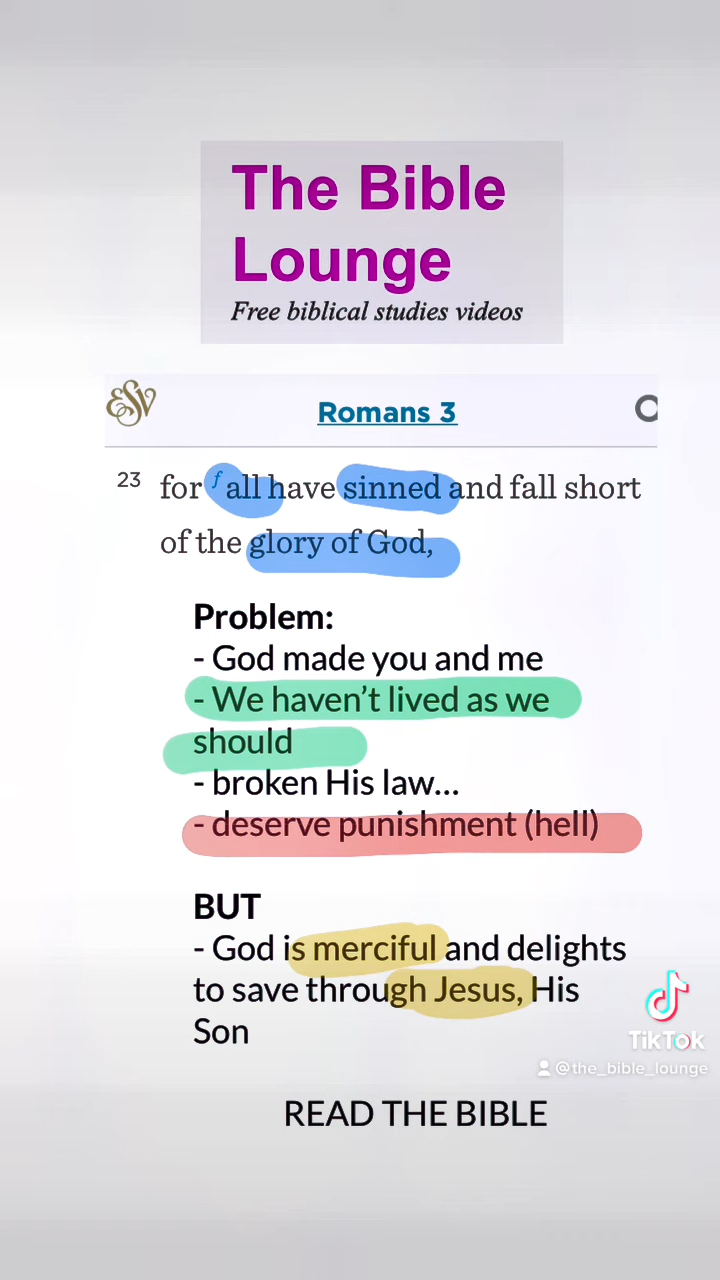 The Bible
Lounge
Free biblical studies videos
ESV
Romans 3
23 for f all have sinned and fall short
of the glory of God,
Problem:
- God made you and me
- We haven’t lived as we
should
- broken His law...
- deserve punishment (hell)
BUT
- God is merciful and delights
to save through Jesus, His
Son
TikTok
@the_bible_lounge
READ THE BIBLE